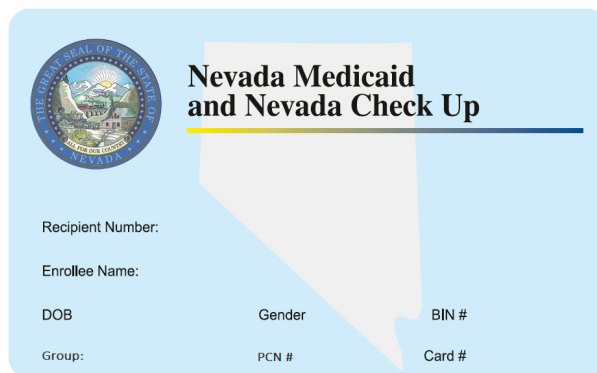 THE GREAT SEAL OF THE STATE OF NEVADA
ALL FOR OUR COUNTRY
Nevada Medicaid
and Nevada Check Up
Recipient Number:
Enrollee Name:
DOB Gender BIN #
Group: PCN # Card #